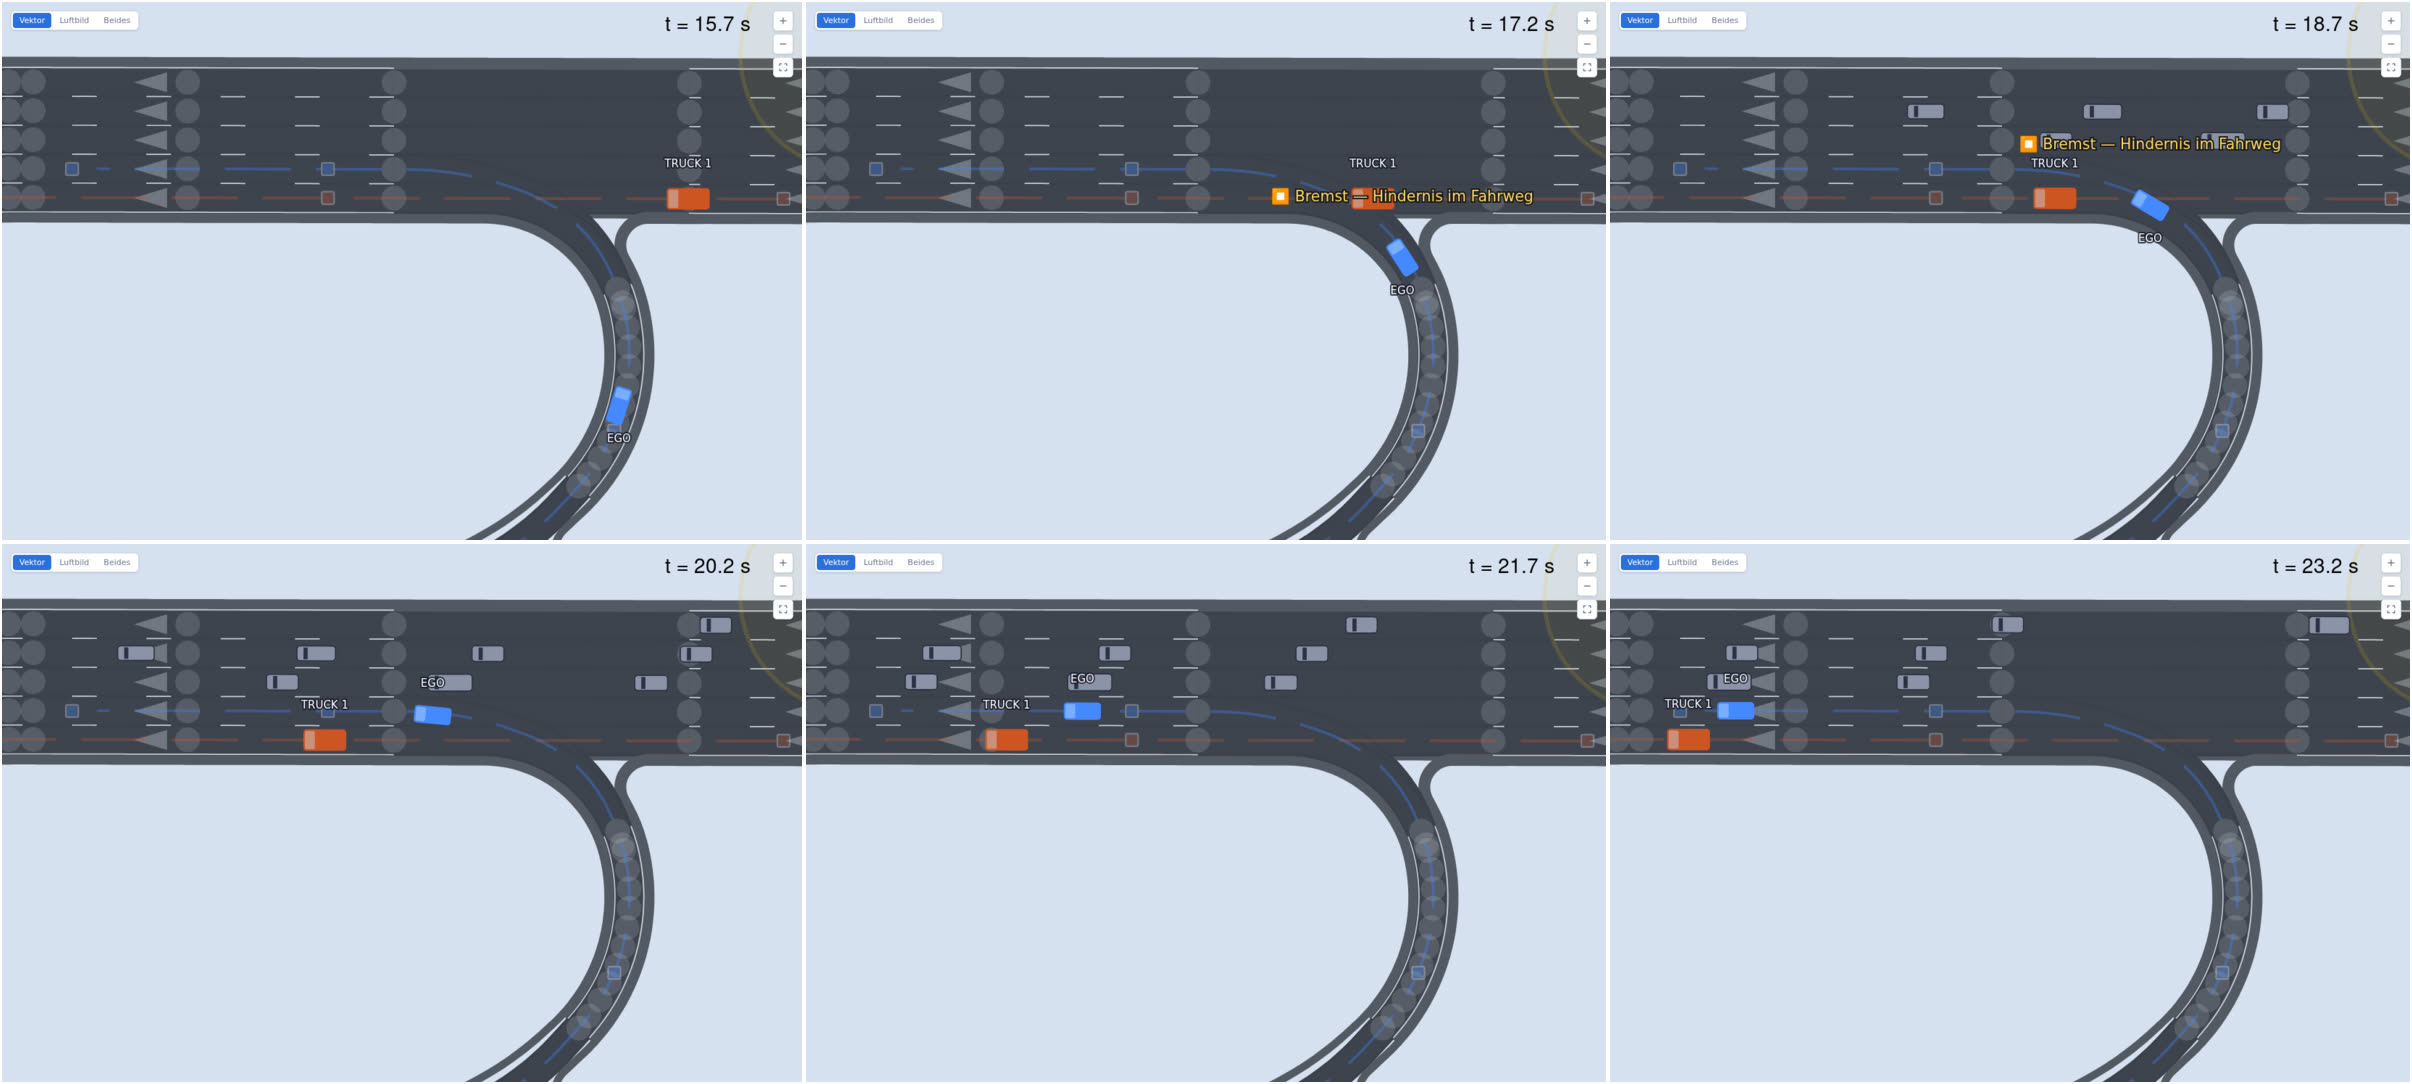 Vektor Luftbild Beides
t = 15.7 s
+
−
TRUCK 1
EGO
Vektor Luftbild Beides
t = 17.2 s
+
−
TRUCK 1
Bremst — Hindernis im Fahrweg
EGO
Vektor Luftbild Beides
t = 18.7 s
+
−
Bremst — Hindernis im Fahrweg
TRUCK 1
EGO
Vektor Luftbild Beides
t = 20.2 s
+
−
EGO
TRUCK 1
Vektor Luftbild Beides
t = 21.7 s
+
−
EGO
TRUCK 1
Vektor Luftbild Beides
t = 23.2 s
+
−
EGO
TRUCK 1